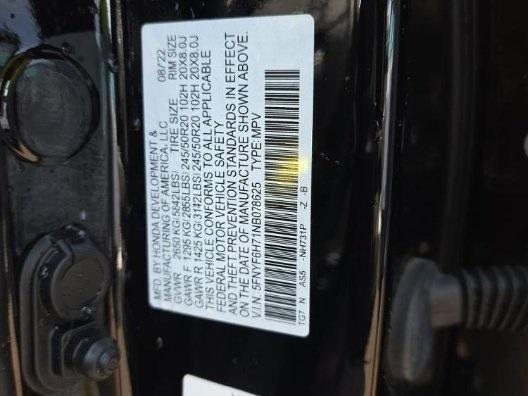 MFD. BY HONDA DEVELOPMENT & 08/22
MANUFACTURING OF AMERICA, LLC
GVWR 2650 KG(5842LBS) TIRE SIZE RIM SIZE
GAWR F 1295 KG(2855LBS) 245/50R20 102H 20X8.0J
GAWR R 1425 KG(3142LBS) 245/50R20 102H 20X8.0J
THIS VEHICLE CONFORMS TO ALL APPLICABLE
FEDERAL MOTOR VEHICLE SAFETY
AND THEFT PREVENTION STANDARDS IN EFFECT
ON THE DATE OF MANUFACTURE SHOWN ABOVE.
V.I.N. 5FNYF6H71NB078625 TYPE:MPV
TG7 N AS5 NH731P -Z -B